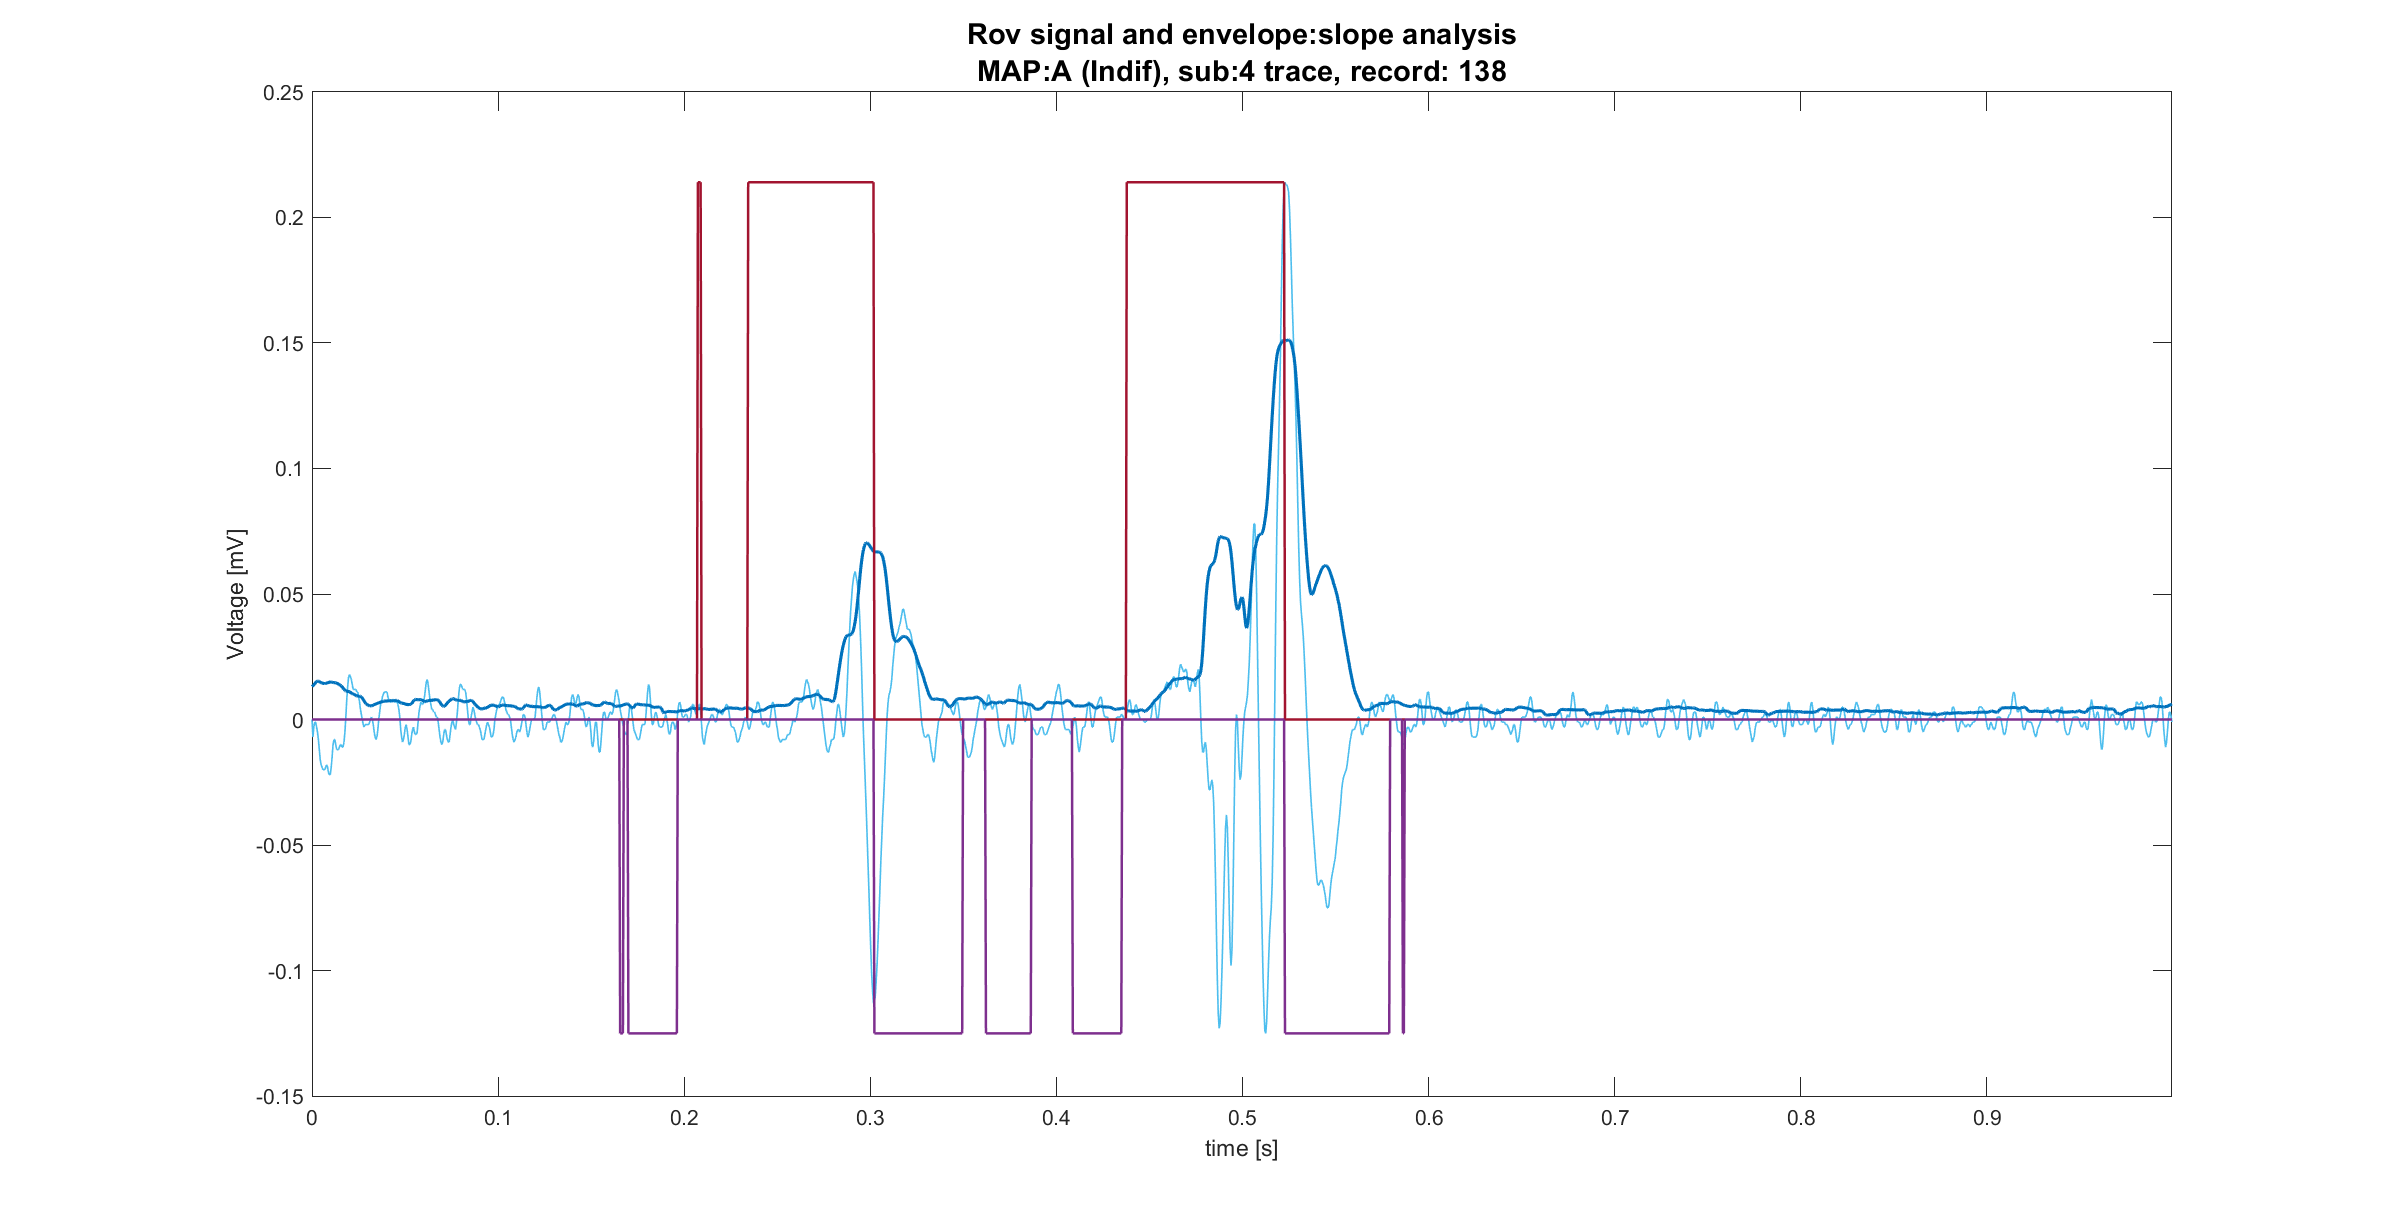 Rov signal and envelope:slope analysis
MAP:A (Indif), sub:4 trace, record: 138
0.25
0.2
0.15
0.1
0.05
0
-0.05
-0.1
-0.15
Voltage [mV]
0 0.1 0.2 0.3 0.4 0.5 0.6 0.7 0.8 0.9
time [s]